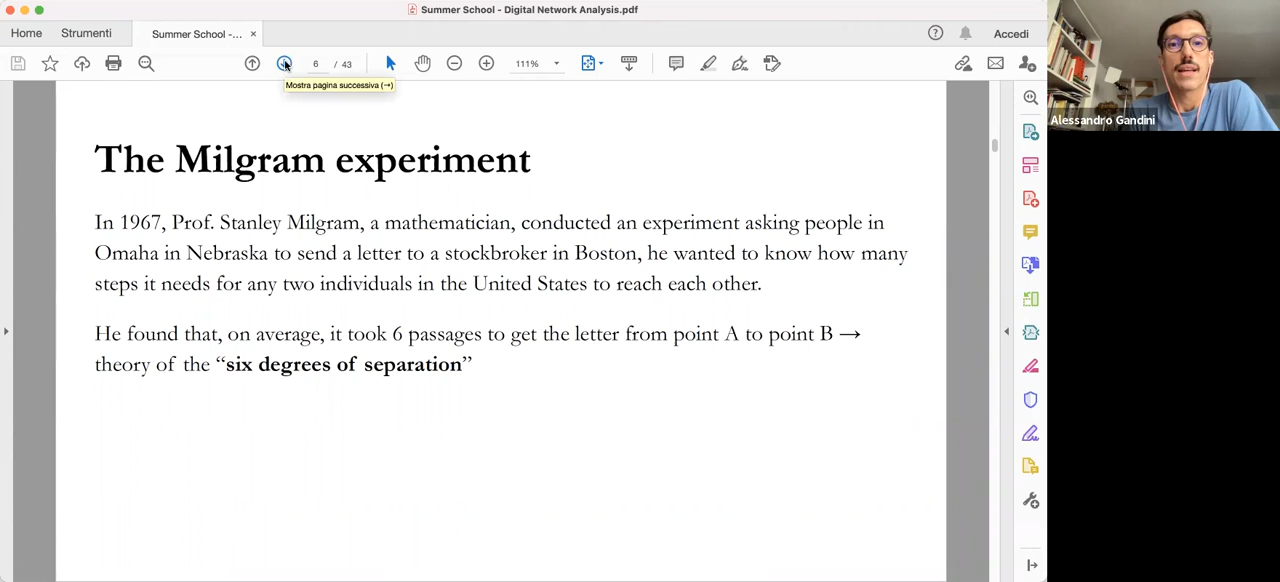 Summer School - Digital Network Analysis.pdf
Home
Strumenti
Summer School -...
×
Accedi
6 / 43
111%
Mostra pagina successiva (→)
Alessandro Gandini
The Milgram experiment
In 1967, Prof. Stanley Milgram, a mathematician, conducted an experiment asking people in
Omaha in Nebraska to send a letter to a stockbroker in Boston, he wanted to know how many
steps it needs for any two individuals in the United States to reach each other.
He found that, on average, it took 6 passages to get the letter from point A to point B →
theory of the “six degrees of separation”